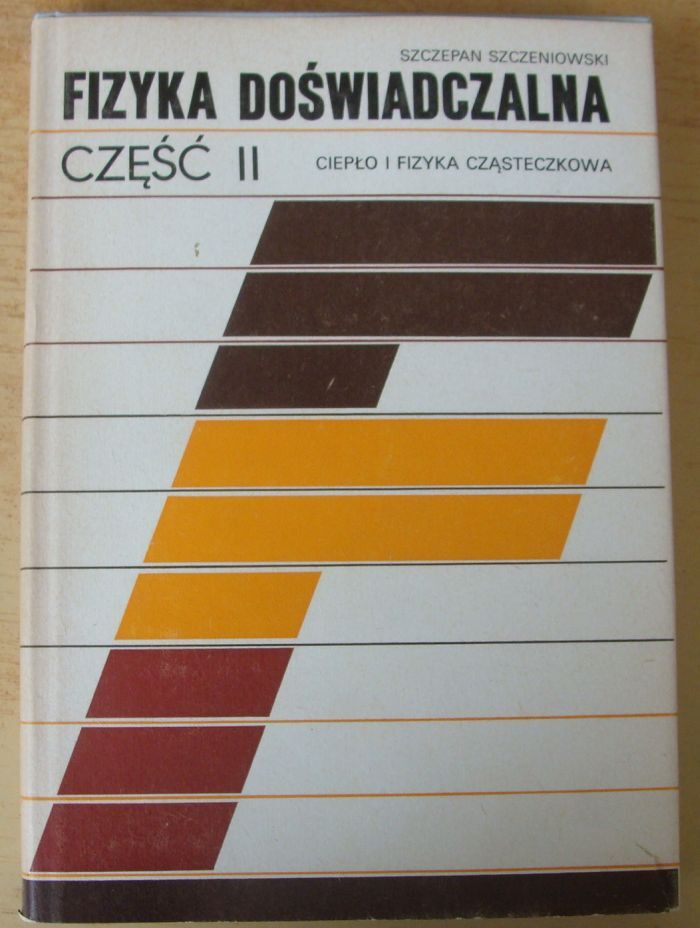 SZCZEPAN SZCZENIOWSKI
FIZYKA DOŚWIADCZALNA
CZĘŚĆ II
CIEPŁO I FIZYKA CZĄSTECZKOWA